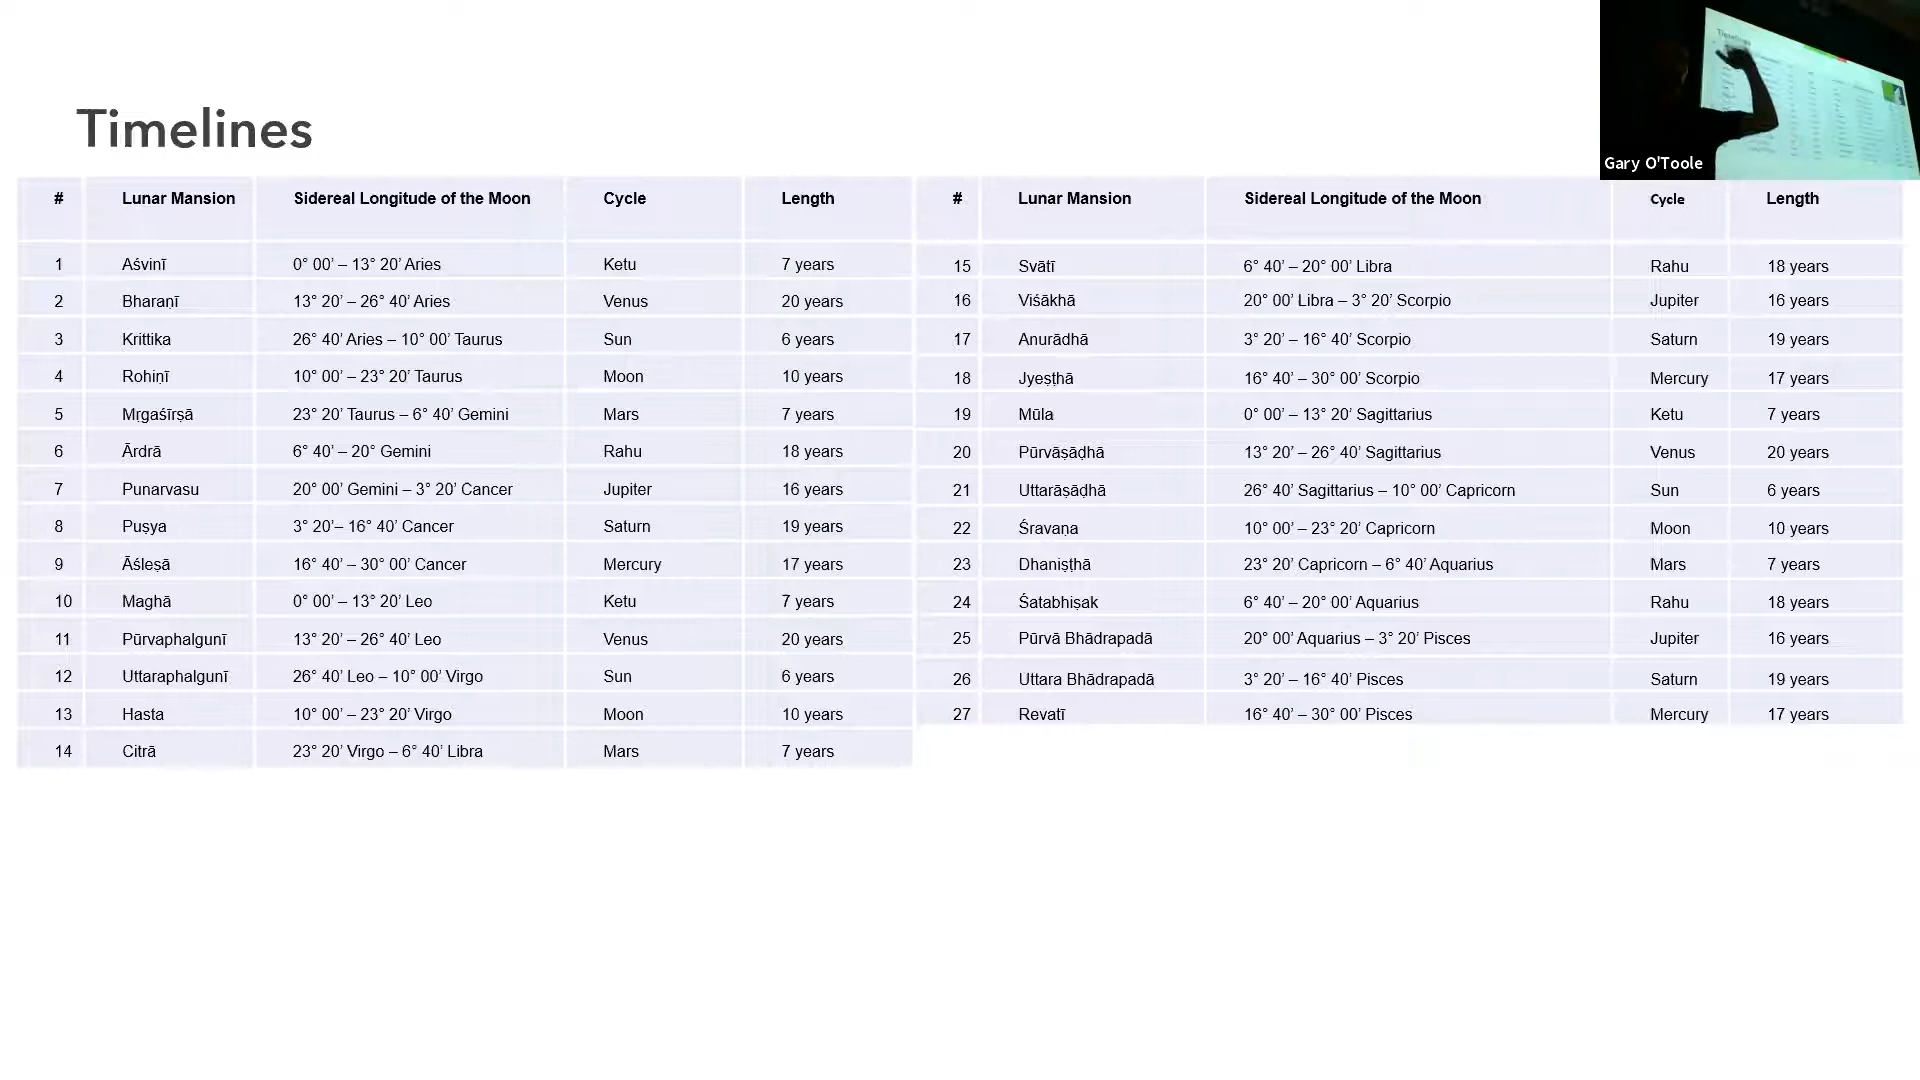 Timelines
# Lunar Mansion Sidereal Longitude of the Moon Cycle Length
1 Aśvinī 0° 00’ – 13° 20’ Aries Ketu 7 years
2 Bharaṇī 13° 20’ – 26° 40’ Aries Venus 20 years
3 Krittika 26° 40’ Aries – 10° 00’ Taurus Sun 6 years
4 Rohiṇī 10° 00’ – 23° 20’ Taurus Moon 10 years
5 Mṛgaśīrṣā 23° 20’ Taurus – 6° 40’ Gemini Mars 7 years
6 Ārdrā 6° 40’ – 20° Gemini Rahu 18 years
7 Punarvasu 20° 00’ Gemini – 3° 20’ Cancer Jupiter 16 years
8 Puṣya 3° 20’– 16° 40’ Cancer Saturn 19 years
9 Āśleṣā 16° 40’ – 30° 00’ Cancer Mercury 17 years
10 Maghā 0° 00’ – 13° 20’ Leo Ketu 7 years
11 Pūrvaphalgunī 13° 20’ – 26° 40’ Leo Venus 20 years
12 Uttaraphalgunī 26° 40’ Leo – 10° 00’ Virgo Sun 6 years
13 Hasta 10° 00’ – 23° 20’ Virgo Moon 10 years
14 Citrā 23° 20’ Virgo – 6° 40’ Libra Mars 7 years
# Lunar Mansion Sidereal Longitude of the Moon Cycle Length
15 Svātī 6° 40’ – 20° 00’ Libra Rahu 18 years
16 Viśākhā 20° 00’ Libra – 3° 20’ Scorpio Jupiter 16 years
17 Anurādhā 3° 20’ – 16° 40’ Scorpio Saturn 19 years
18 Jyeṣṭhā 16° 40’ – 30° 00’ Scorpio Mercury 17 years
19 Mūla 0° 00’ – 13° 20’ Sagittarius Ketu 7 years
20 Pūrvāṣāḍhā 13° 20’ – 26° 40’ Sagittarius Venus 20 years
21 Uttarāṣāḍhā 26° 40’ Sagittarius – 10° 00’ Capricorn Sun 6 years
22 Śravaṇa 10° 00’ – 23° 20’ Capricorn Moon 10 years
23 Dhaniṣṭhā 23° 20’ Capricorn – 6° 40’ Aquarius Mars 7 years
24 Śatabhiṣak 6° 40’ – 20° 00’ Aquarius Rahu 18 years
25 Pūrvā Bhādrapadā 20° 00’ Aquarius – 3° 20’ Pisces Jupiter 16 years
26 Uttara Bhādrapadā 3° 20’ – 16° 40’ Pisces Saturn 19 years
27 Revatī 16° 40’ – 30° 00’ Pisces Mercury 17 years
Gary O'Toole